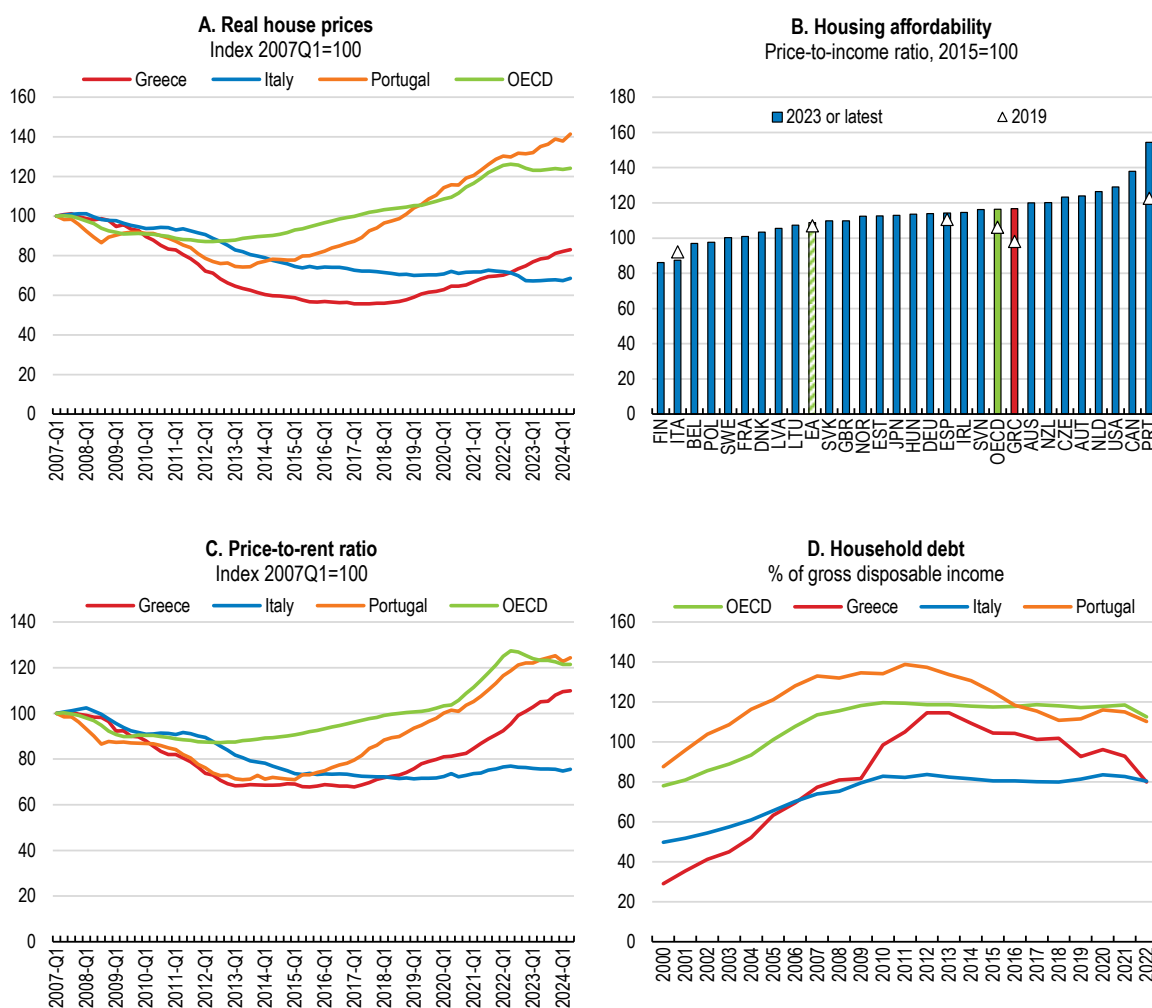 A. Real house prices
Index 2007Q1=100
Greece Italy Portugal OECD
160
140
120
100
80
60
40
20
0
2007-Q1
2008-Q1
2009-Q1
2010-Q1
2011-Q1
2012-Q1
2013-Q1
2014-Q1
2015-Q1
2016-Q1
2017-Q1
2018-Q1
2019-Q1
2020-Q1
2021-Q1
2022-Q1
2023-Q1
2024-Q1
B. Housing affordability
Price-to-income ratio, 2015=100
2023 or latest 2019
180
160
140
120
100
80
60
40
20
0
FIN
ITA
BEL
POL
SWE
FRA
DNK
LVA
LTU
EA
SVK
GBR
NOR
EST
JPN
HUN
DEU
ESP
IRL
SVN
OECD
GRC
AUS
NZL
CZE
AUT
NLD
USA
CAN
PRT
C. Price-to-rent ratio
Index 2007Q1=100
Greece Italy Portugal OECD
140
120
100
80
60
40
20
0
2007-Q1
2008-Q1
2009-Q1
2010-Q1
2011-Q1
2012-Q1
2013-Q1
2014-Q1
2015-Q1
2016-Q1
2017-Q1
2018-Q1
2019-Q1
2020-Q1
2021-Q1
2022-Q1
2023-Q1
2024-Q1
D. Household debt
% of gross disposable income
OECD Greece Italy Portugal
160
140
120
100
80
60
40
20
0
2000
2001
2002
2003
2004
2005
2006
2007
2008
2009
2010
2011
2012
2013
2014
2015
2016
2017
2018
2019
2020
2021
2022